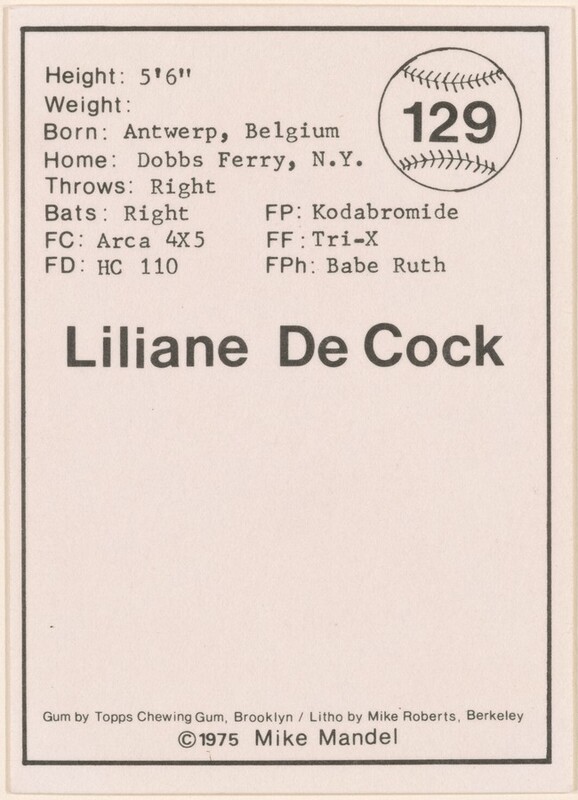 Height: 5'6"
Weight:
129
Born: Antwerp, Belgium
Home: Dobbs Ferry, N.Y.
Throws: Right
Bats: Right FP: Kodabromide
FC: Arca 4X5 FF: Tri-X
FD: HC 110 FPh: Babe Ruth
Liliane De Cock
Gum by Topps Chewing Gum, Brooklyn / Litho by Mike Roberts, Berkeley
©1975 Mike Mandel